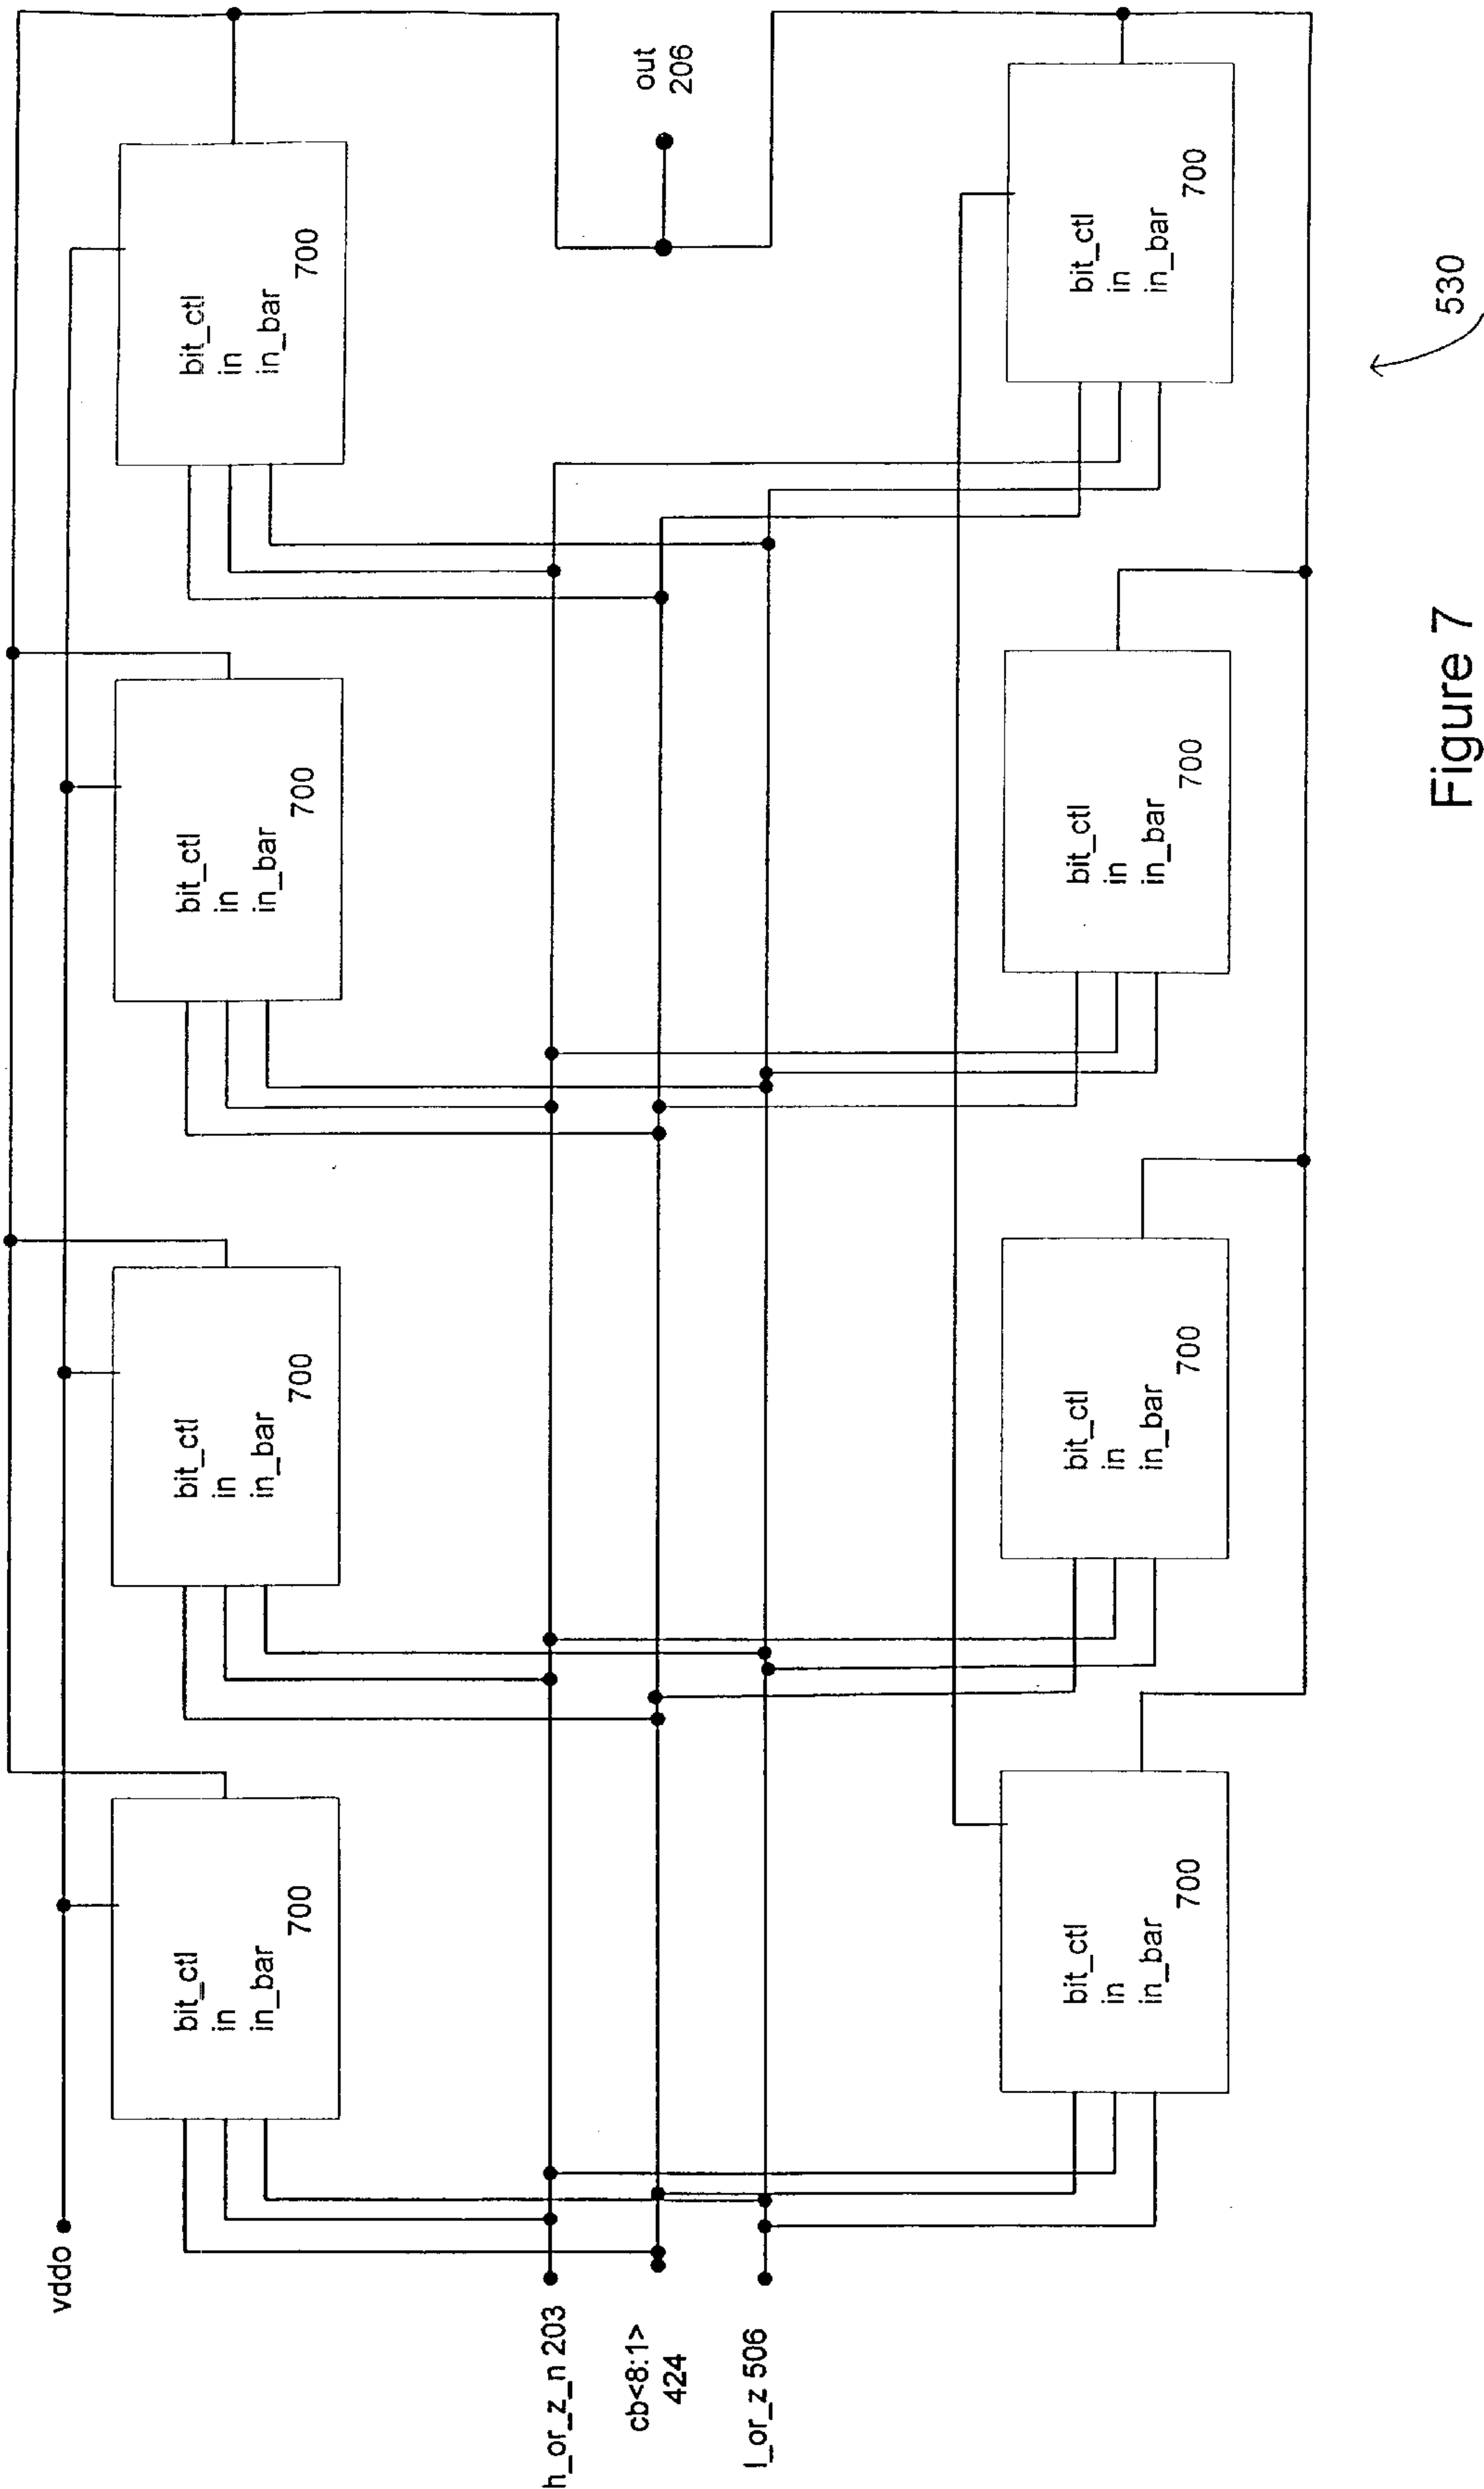 vddo
h_or_z_n 203
cb<8:1>
424
l_or_z 506
bit_ctl
in
in_bar
700
bit_ctl
in
in_bar
700
bit_ctl
in
in_bar
700
bit_ctl
in
in_bar
700
out
206
bit_ctl
in
in_bar
700
bit_ctl
in
in_bar
700
bit_ctl
in
in_bar
700
bit_ctl
in
in_bar
700
530
Figure 7